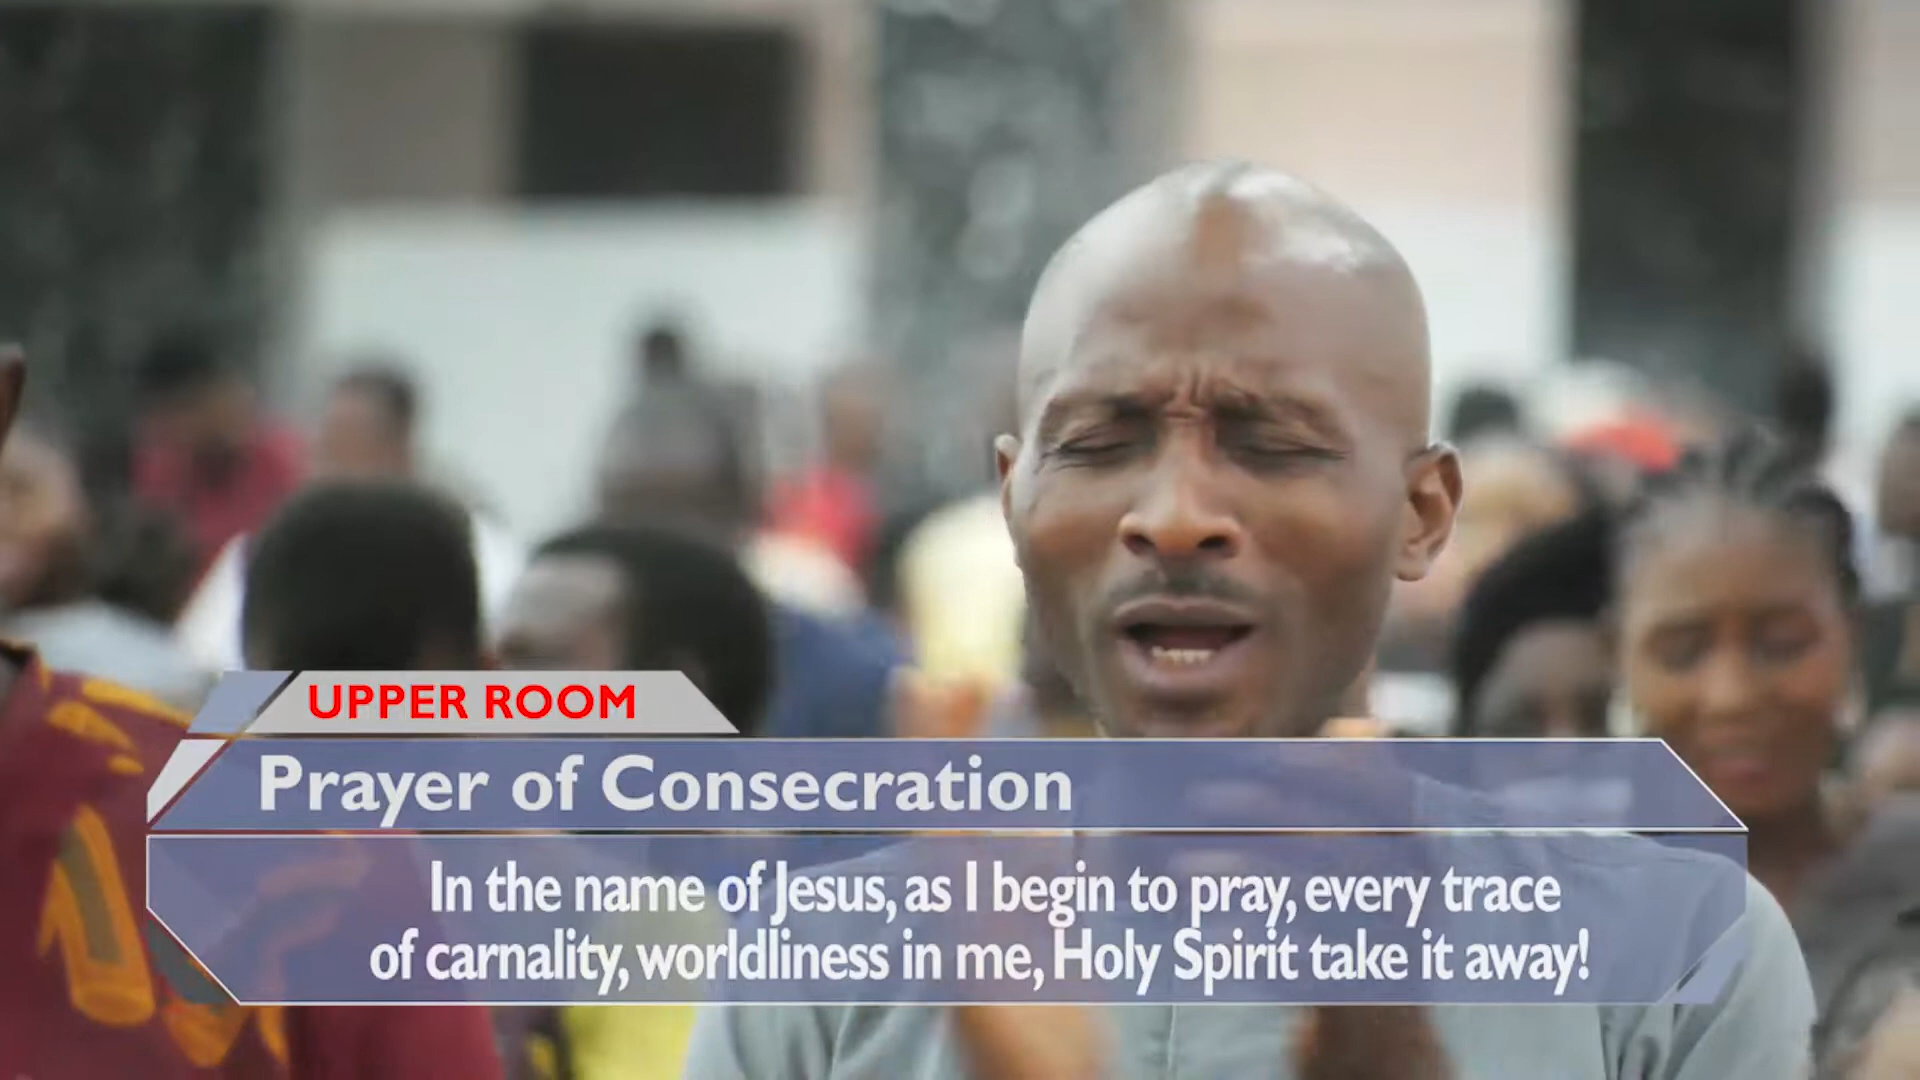 UPPER ROOM
Prayer of Consecration
In the name of Jesus, as I begin to pray, every trace
of carnality, worldliness in me, Holy Spirit take it away!